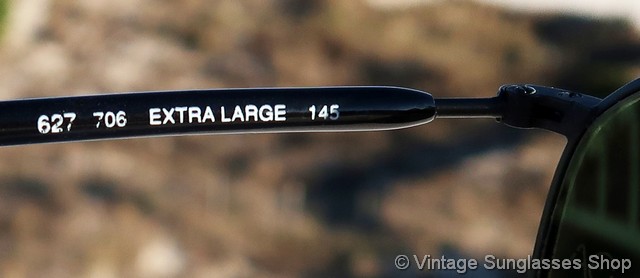 627 706 EXTRA LARGE 145
© Vintage Sunglasses Shop